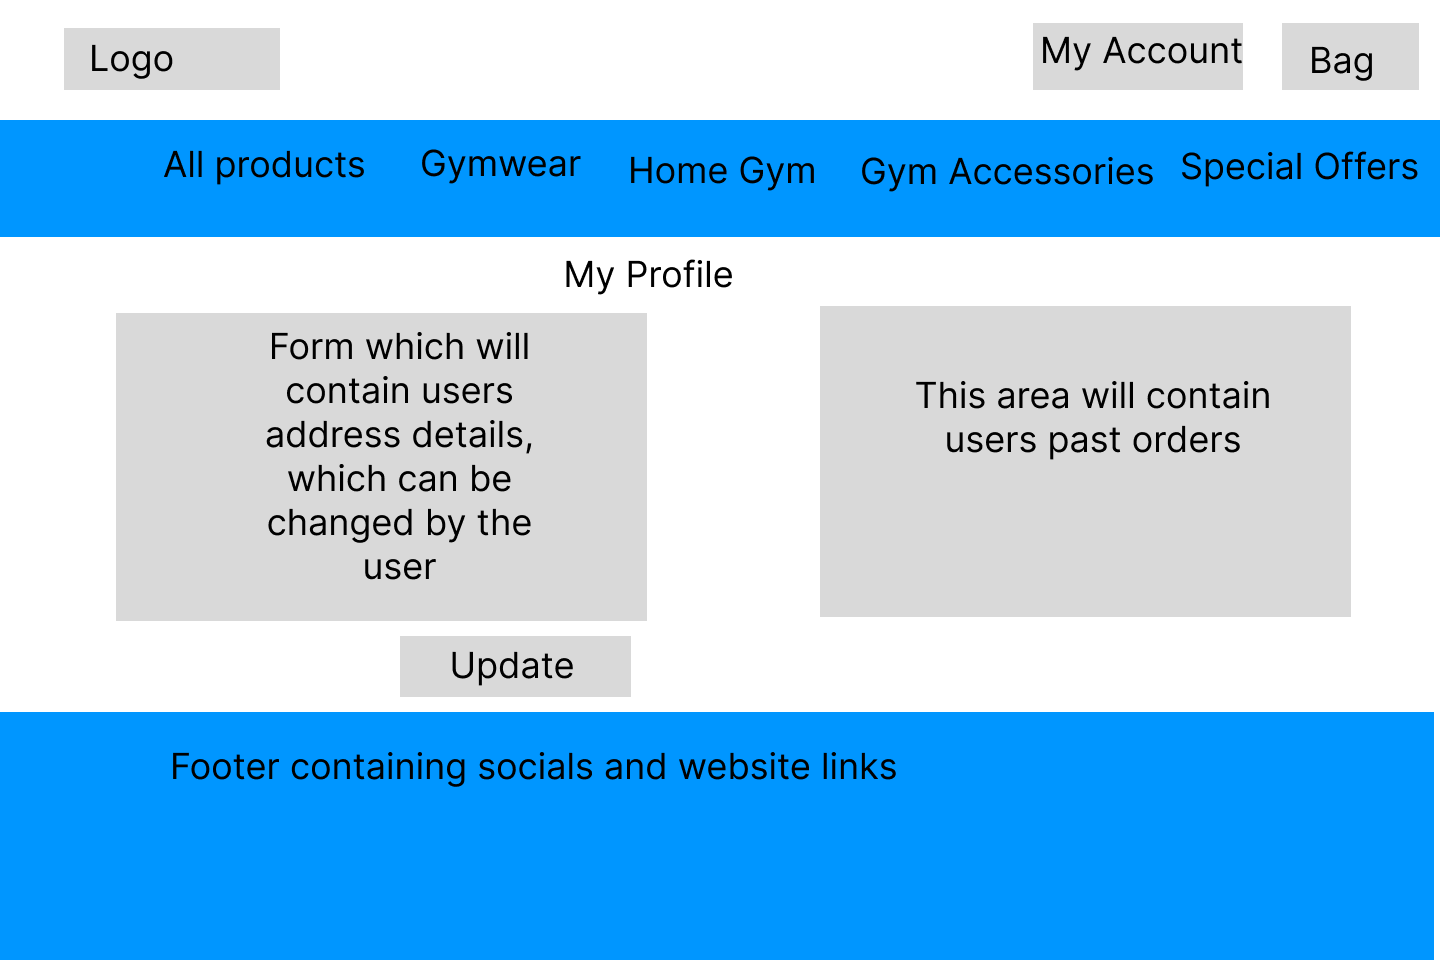 Logo
My Account
Bag
All products
Gymwear
Home Gym
Gym Accessories
Special Offers
My Profile
Form which will
contain users
address details,
which can be
changed by the
user
This area will contain
users past orders
Update
Footer containing socials and website links